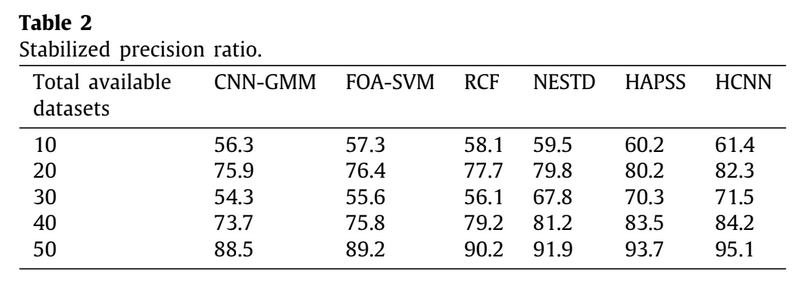 Table 2
Stabilized precision ratio.
Total available datasets CNN-GMM FOA-SVM RCF NESTD HAPSS HCNN
10 56.3 57.3 58.1 59.5 60.2 61.4
20 75.9 76.4 77.7 79.8 80.2 82.3
30 54.3 55.6 56.1 67.8 70.3 71.5
40 73.7 75.8 79.2 81.2 83.5 84.2
50 88.5 89.2 90.2 91.9 93.7 95.1